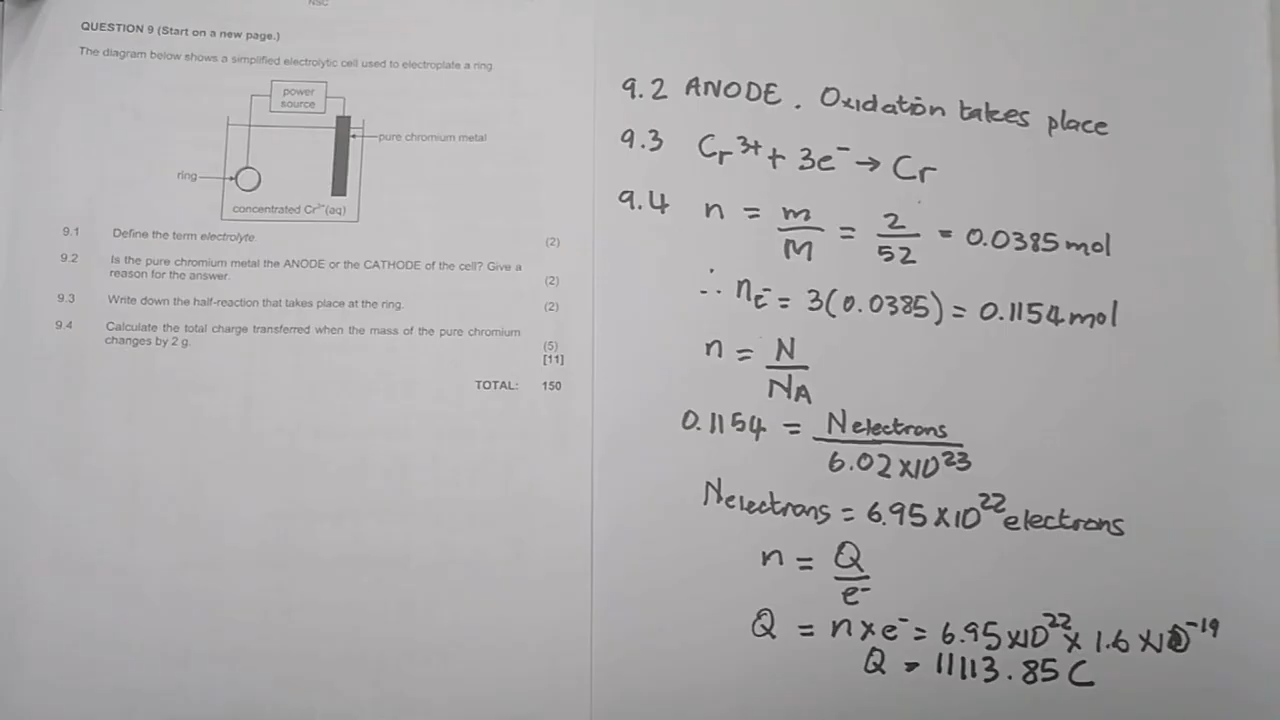 NSC
QUESTION 9 (Start on a new page.)
The diagram below shows a simplified electrolytic cell used to electroplate a ring.
power
source
pure chromium metal
ring
concentrated Cr³⁺(aq)
9.1 Define the term electrolyte. (2)
9.2 Is the pure chromium metal the ANODE or the CATHODE of the cell? Give a
reason for the answer. (2)
9.3 Write down the half-reaction that takes place at the ring. (2)
9.4 Calculate the total charge transferred when the mass of the pure chromium
changes by 2 g. (5)
[11]
TOTAL: 150
9.2 ANODE. Oxidation takes place
9.3 Cr³⁺ + 3e⁻ → Cr
9.4 n = m/M = 2/52 = 0.0385 mol
∴ nₑ⁻ = 3(0.0385) = 0.1154 mol
n = N/NA
0.1154 = Nelectrons/6.02×10²³
Nelectrons = 6.95×10²² electrons
n = Q/e⁻
Q = n×e⁻ = 6.95×10²² × 1.6×10⁻¹⁹
Q = 11113.85 C